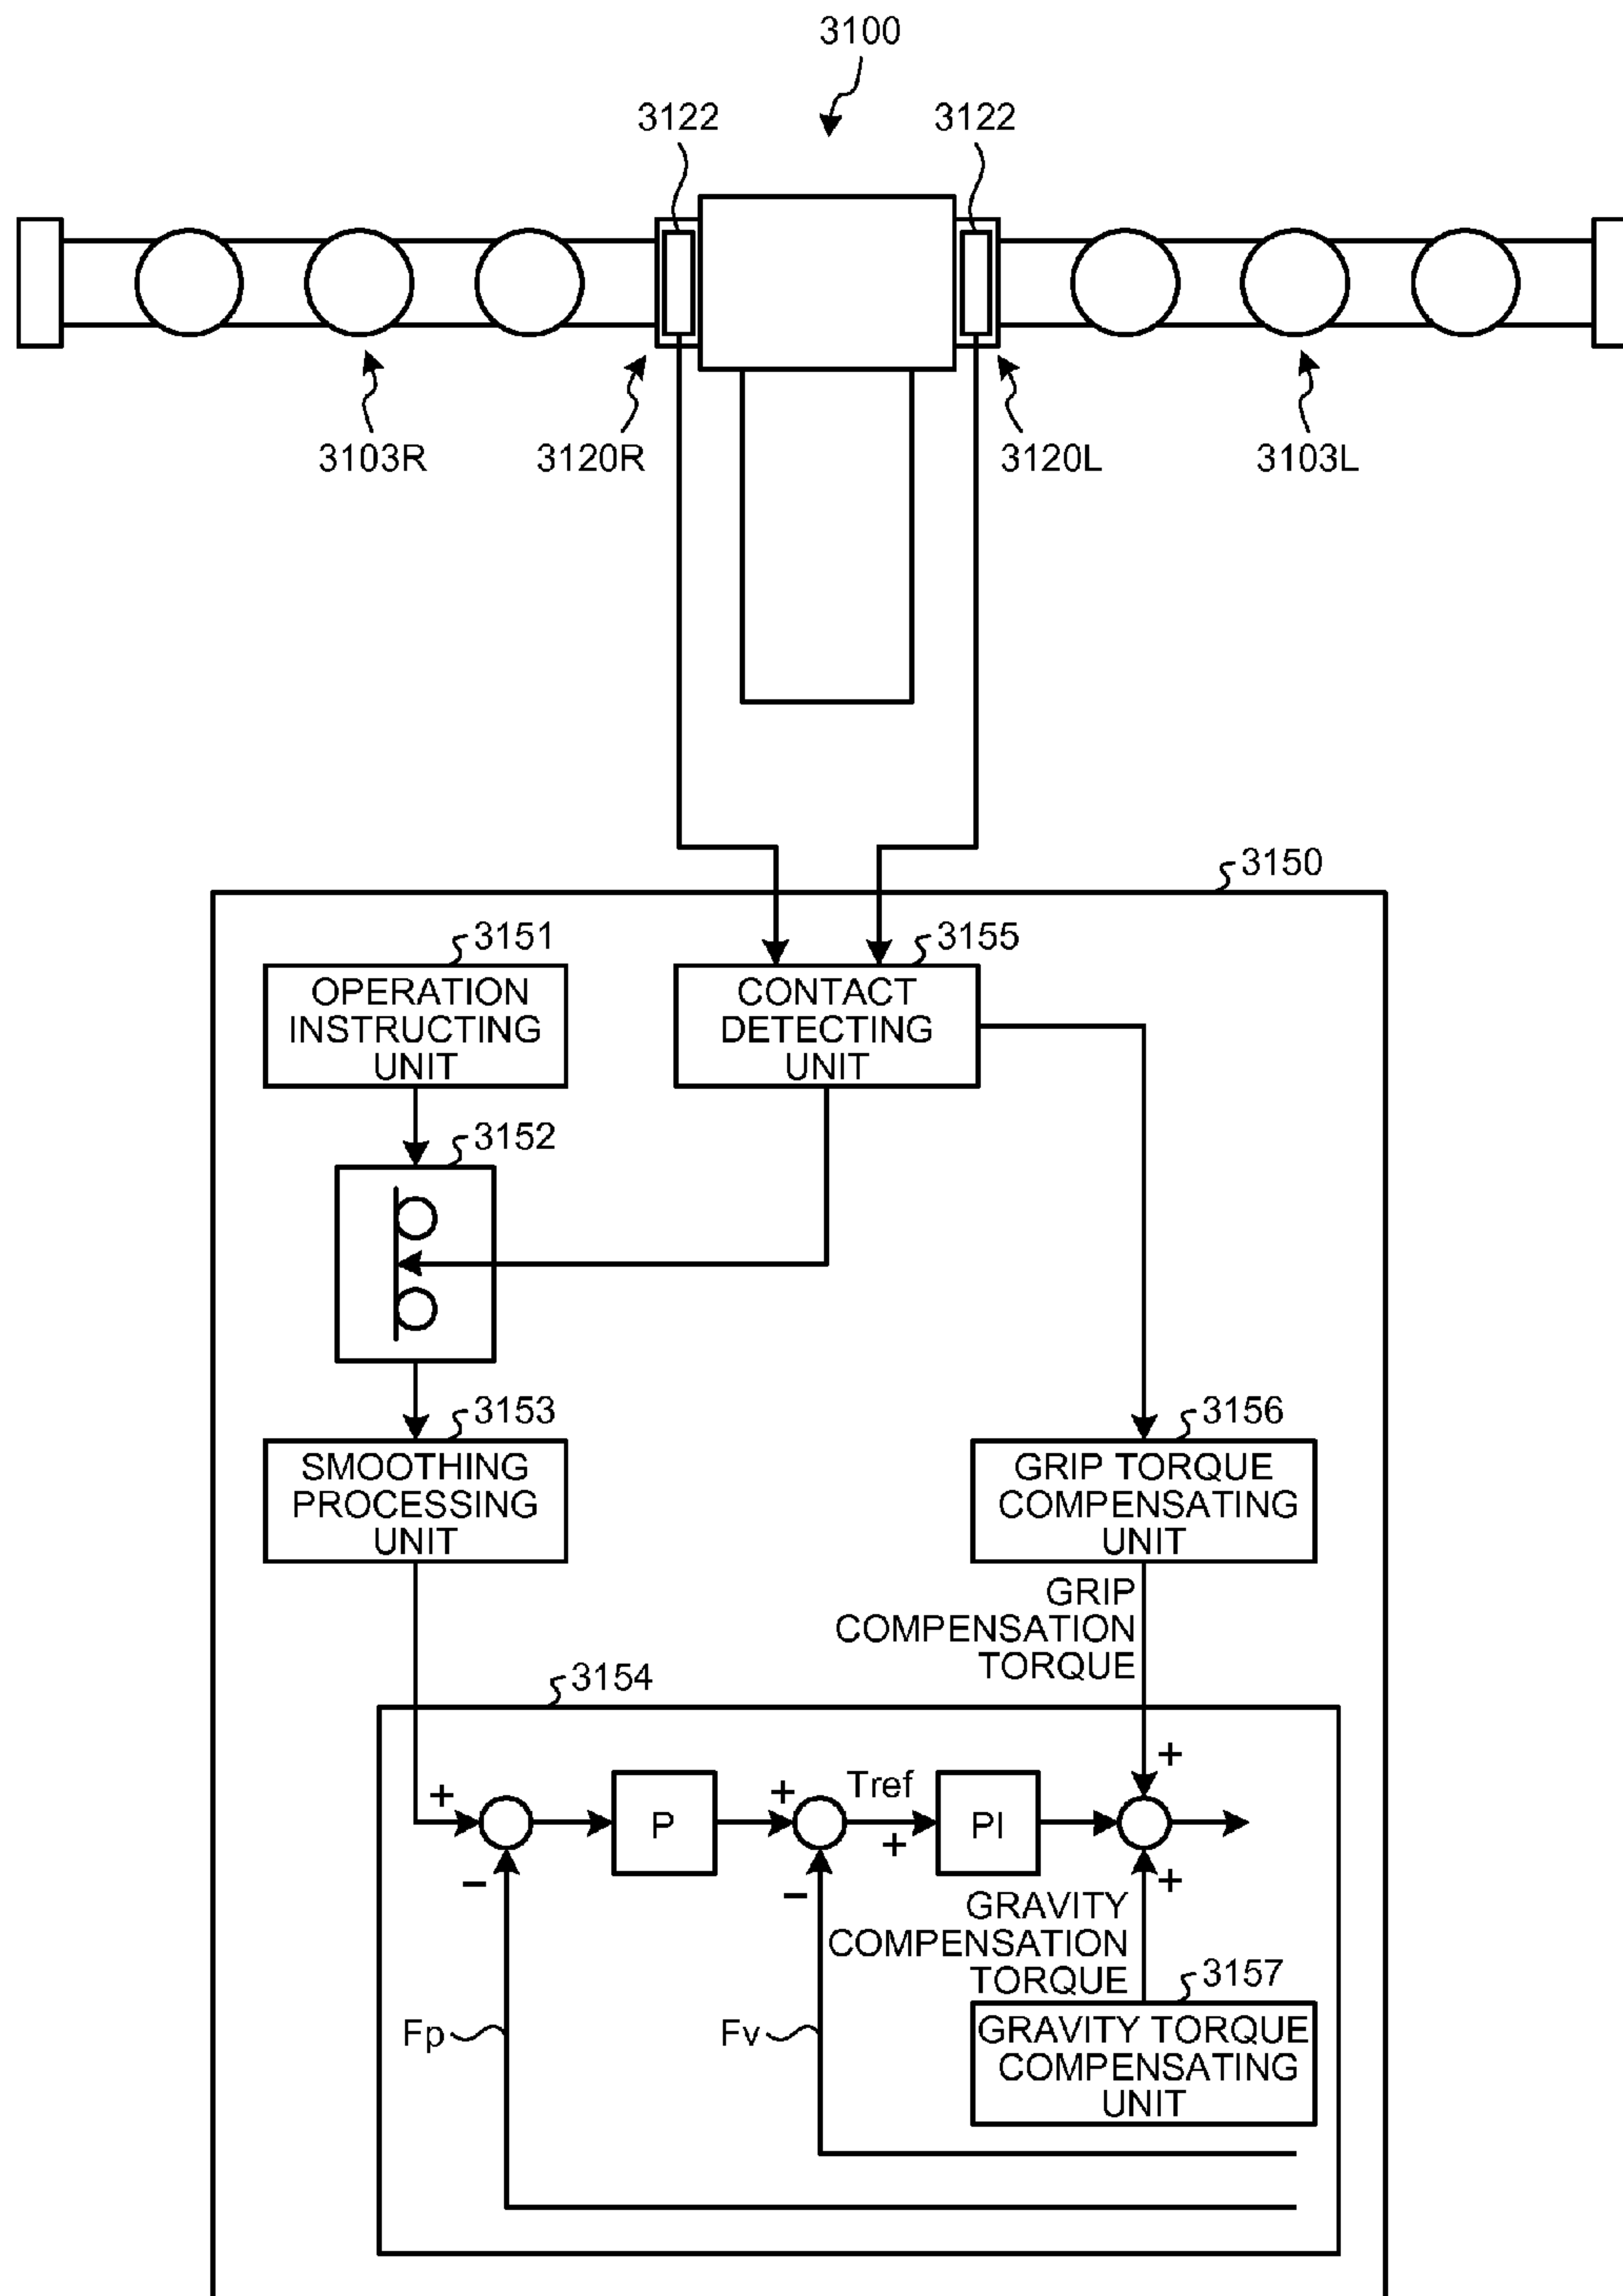 3100
3122
3122
3103R
3120R
3120L
3103L
3150
3151
3155
OPERATION
INSTRUCTING
UNIT
CONTACT
DETECTING
UNIT
3152
3153
3156
SMOOTHING
PROCESSING
UNIT
GRIP TORQUE
COMPENSATING
UNIT
GRIP
COMPENSATION
TORQUE
3154
+
+
P
+
Tref
+
PI
−
−
+
GRAVITY
COMPENSATION
TORQUE
3157
Fp
Fv
GRAVITY TORQUE
COMPENSATING
UNIT